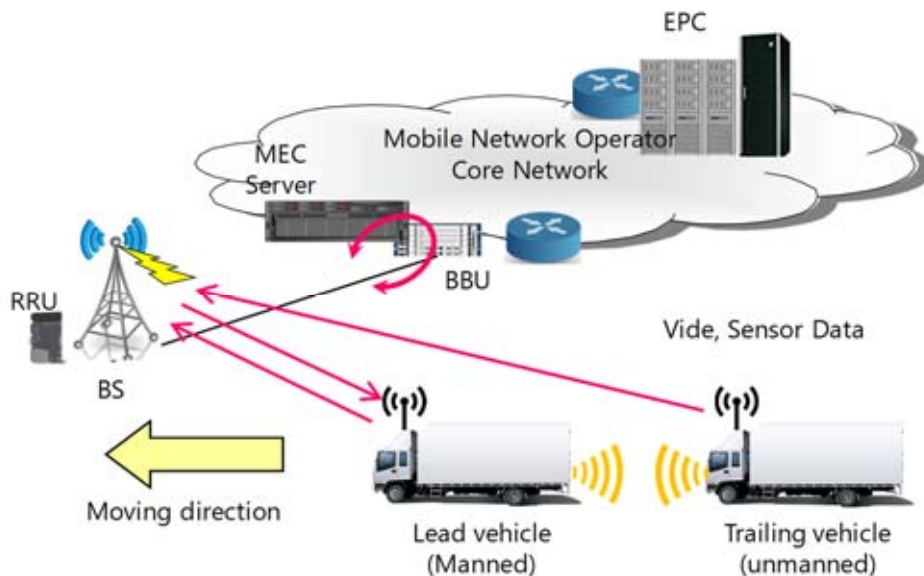 EPC
Mobile Network Operator
Core Network
MEC
Server
BBU
RRU
BS
Vide, Sensor Data
Moving direction
Lead vehicle
(Manned)
Trailing vehicle
(unmanned)